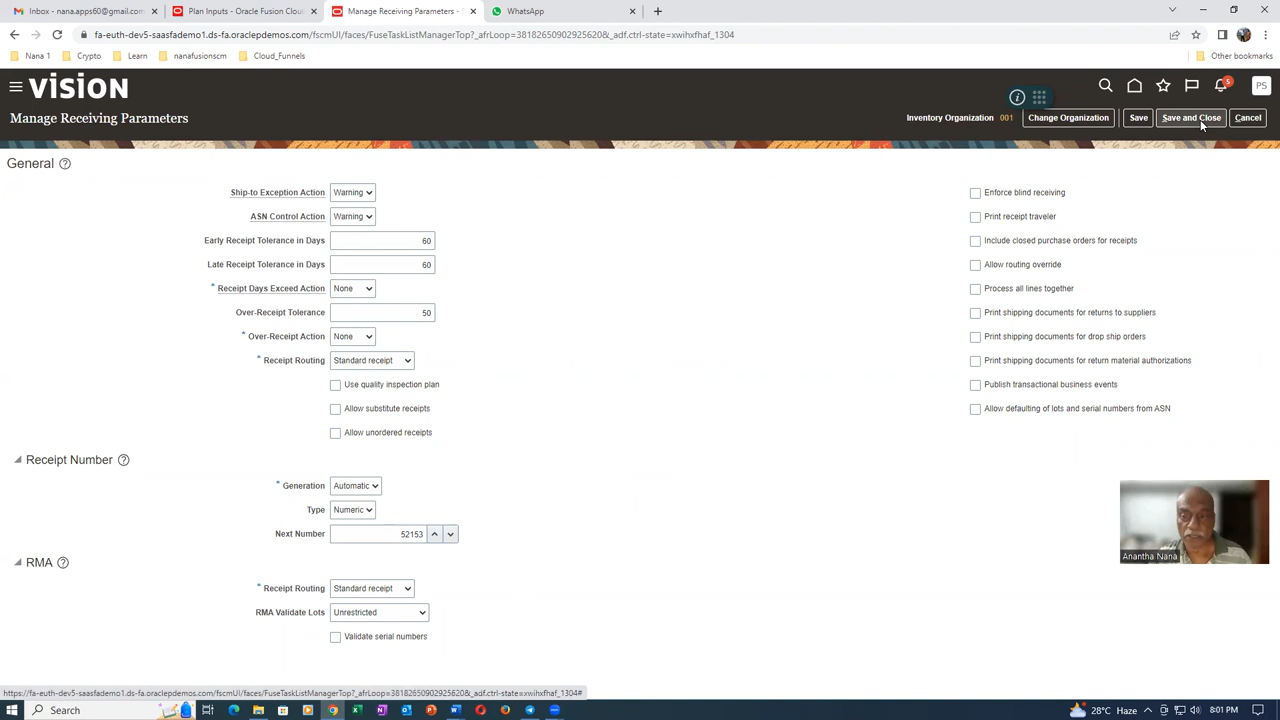 Inbox - nana.apps60@gmail.com
Plan Inputs - Oracle Fusion Cloud
Manage Receiving Parameters -
WhatsApp
fa-euth-dev5-saasfademo1.ds-fa.oraclepdemos.com/fscmUI/faces/FuseTaskListManagerTop?_afrLoop=38182650902925620&_adf.ctrl-state=xwihxfhaf_1304
Nana 1
Crypto
Learn
nanafusionscm
Cloud_Funnels
Other bookmarks
VISION
5
PS
Manage Receiving Parameters
Inventory Organization 001
Change Organization
Save
Save and Close
Cancel
General
Ship-to Exception Action Warning
ASN Control Action Warning
Early Receipt Tolerance in Days 60
Late Receipt Tolerance in Days 60
* Receipt Days Exceed Action None
Over-Receipt Tolerance 50
* Over-Receipt Action None
* Receipt Routing Standard receipt
Use quality inspection plan
Allow substitute receipts
Allow unordered receipts
Enforce blind receiving
Print receipt traveler
Include closed purchase orders for receipts
Allow routing override
Process all lines together
Print shipping documents for returns to suppliers
Print shipping documents for drop ship orders
Print shipping documents for return material authorizations
Publish transactional business events
Allow defaulting of lots and serial numbers from ASN
Receipt Number
* Generation Automatic
Type Numeric
Next Number 52153
RMA
* Receipt Routing Standard receipt
RMA Validate Lots Unrestricted
Validate serial numbers
Anantha Nana
https://fa-euth-dev5-saasfademo1.ds-fa.oraclepdemos.com/fscmUI/faces/FuseTaskListManagerTop?_afrLoop=38182650902925620&_adf.ctrl-state=xwihxfhaf_1304#
Search
28°C Haze
8:01 PM